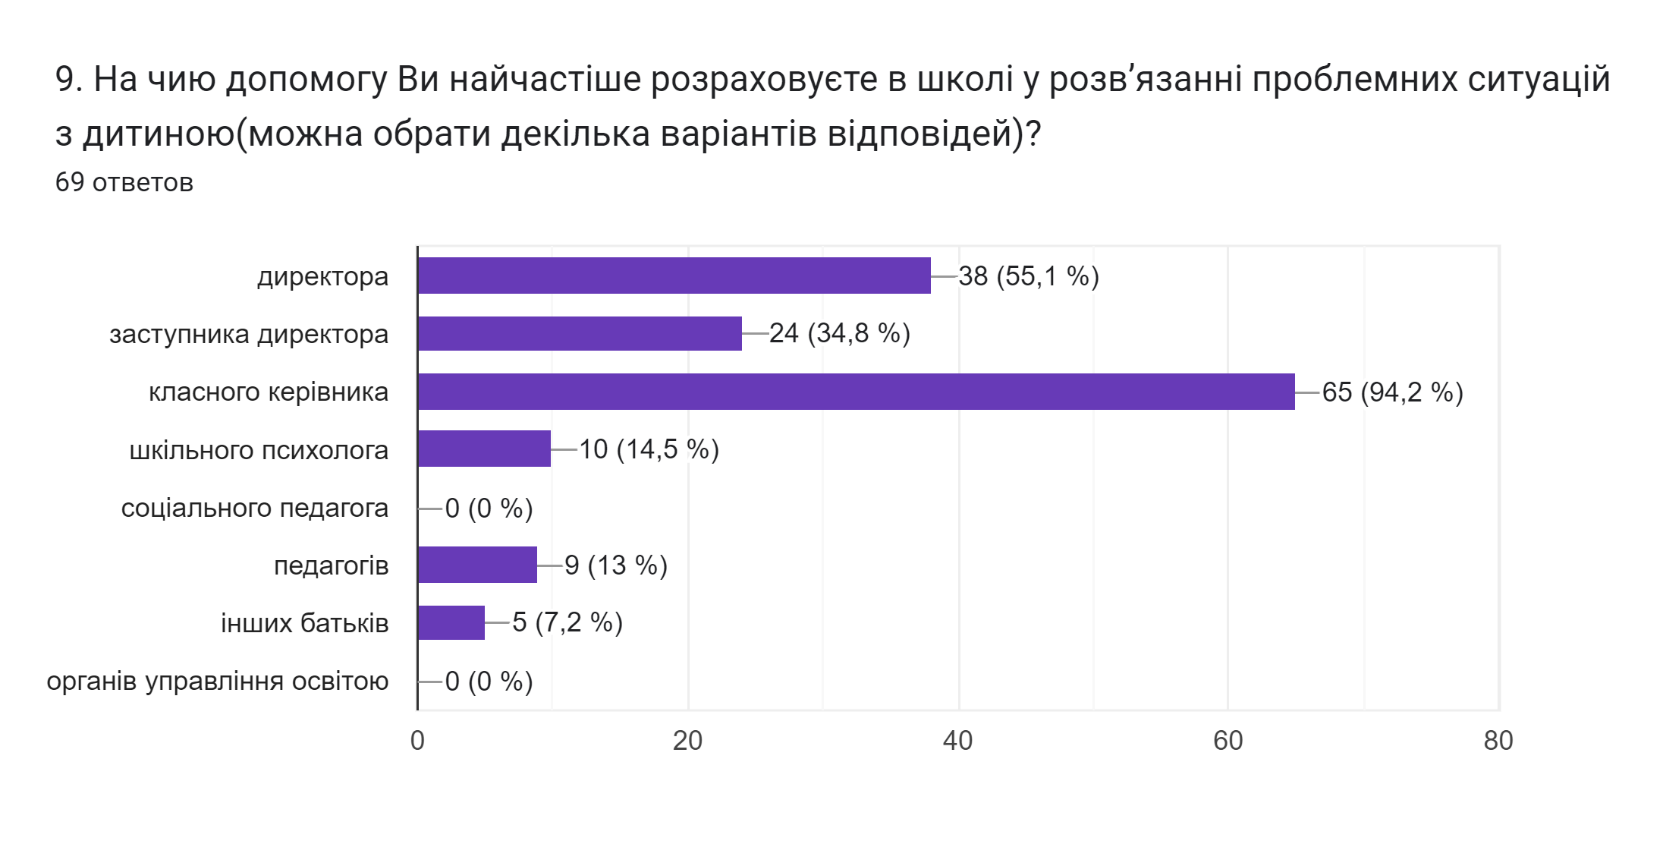 9. На чию допомогу Ви найчастіше розраховуєте в школі у розв’язанні проблемних ситуацій
з дитиною(можна обрати декілька варіантів відповідей)?
69 ответов
директора 38 (55,1 %)
заступника директора 24 (34,8 %)
класного керівника 65 (94,2 %)
шкільного психолога 10 (14,5 %)
соціального педагога 0 (0 %)
педагогів 9 (13 %)
інших батьків 5 (7,2 %)
органів управління освітою 0 (0 %)
0 20 40 60 80